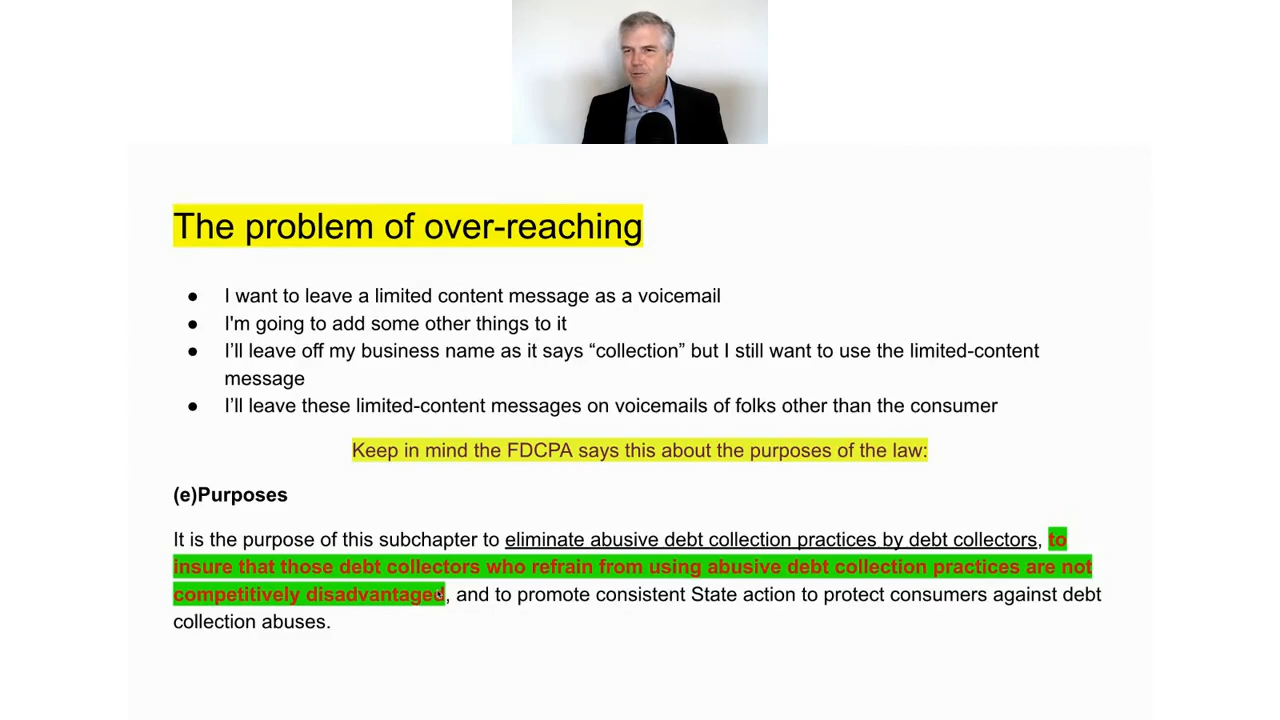 The problem of over-reaching
● I want to leave a limited content message as a voicemail
● I'm going to add some other things to it
● I’ll leave off my business name as it says “collection” but I still want to use the limited-content
message
● I’ll leave these limited-content messages on voicemails of folks other than the consumer
Keep in mind the FDCPA says this about the purposes of the law:
(e)Purposes
It is the purpose of this subchapter to eliminate abusive debt collection practices by debt collectors, to
insure that those debt collectors who refrain from using abusive debt collection practices are not
competitively disadvantaged, and to promote consistent State action to protect consumers against debt
collection abuses.